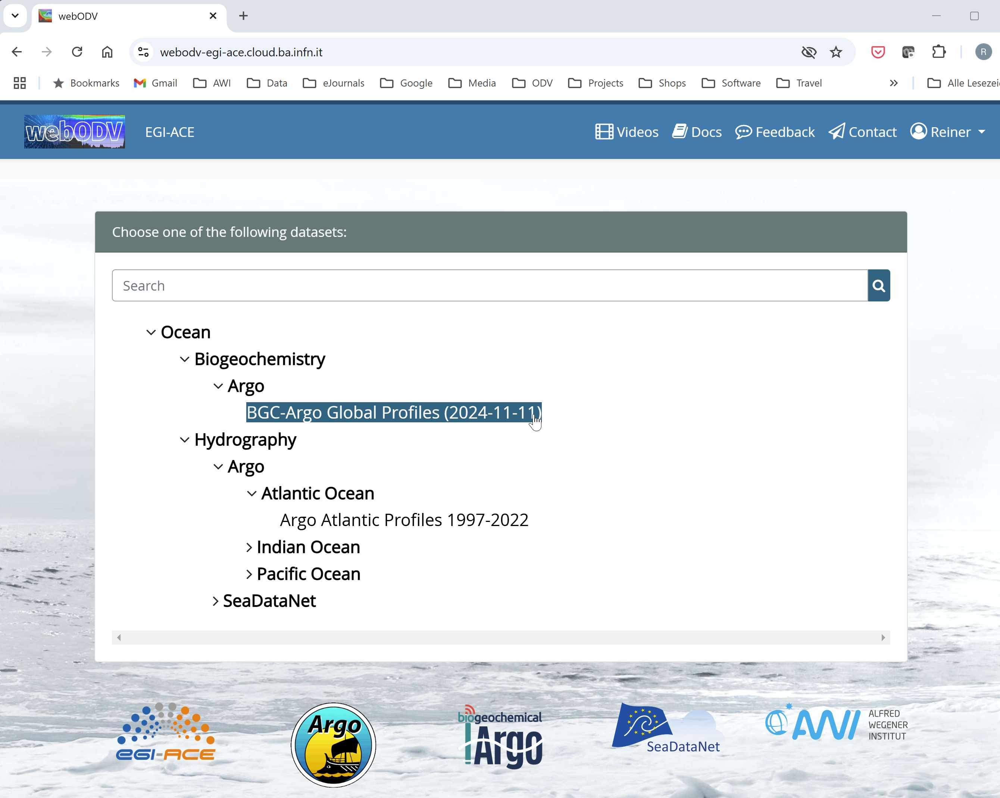 webODV
webodv-egi-ace.cloud.ba.infn.it
R
Bookmarks Gmail AWI Data eJournals Google Media ODV Projects Shops Software Travel Alle Lesezei
webODV EGI-ACE Videos Docs Feedback Contact Reiner
Choose one of the following datasets:
Search
Ocean
Biogeochemistry
Argo
BGC-Argo Global Profiles (2024-11-11)
Hydrography
Argo
Atlantic Ocean
Argo Atlantic Profiles 1997-2022
Indian Ocean
Pacific Ocean
SeaDataNet
EGI-ACE
Argo
biogeochemical
Argo
SeaDataNet
AWI
ALFRED
WEGENER
INSTITUT